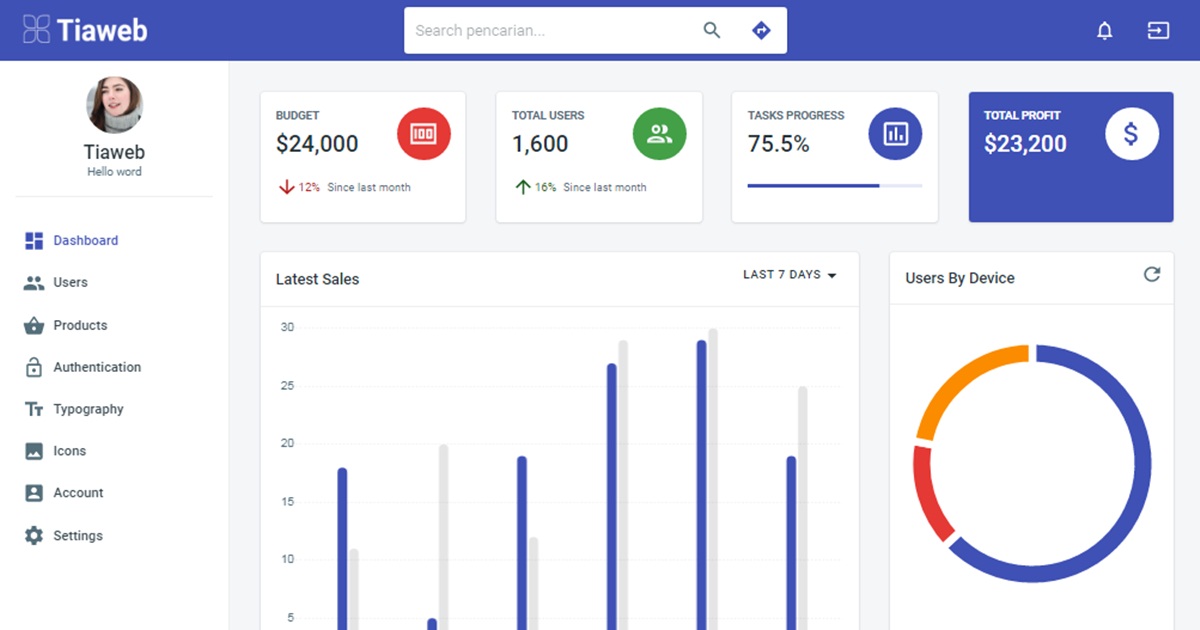 Tiaweb
Search pencarian...
Tiaweb
Hello word
Dashboard
Users
Products
Authentication
Typography
Icons
Account
Settings
BUDGET
$24,000
12% Since last month
TOTAL USERS
1,600
16% Since last month
TASKS PROGRESS
75.5%
TOTAL PROFIT
$23,200
$
100
Latest Sales
LAST 7 DAYS
30
25
20
15
10
5
Users By Device